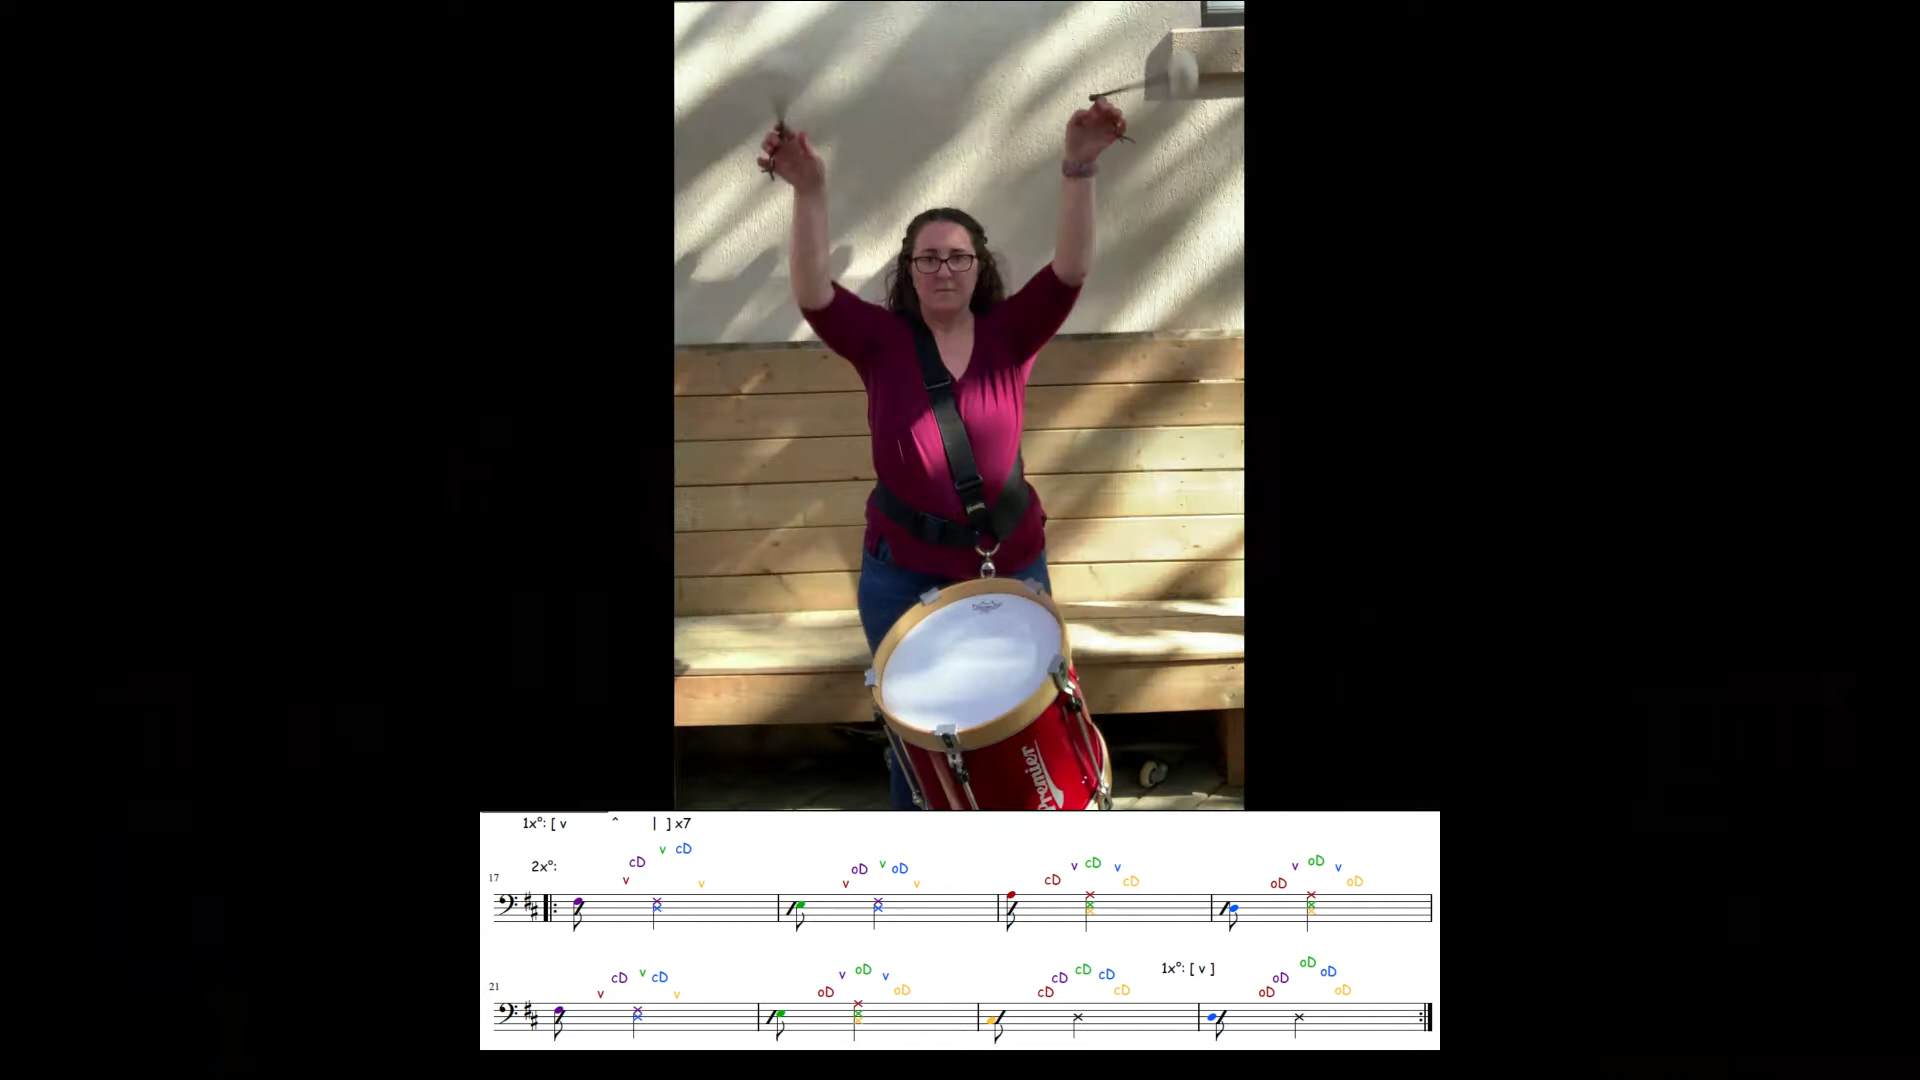 Premier
1x°: [ v ^ | ] x7
2x°:
v cD v cD v
v oD v oD v
cD v cD v cD
oD v oD v oD
17
v cD v cD v
oD v oD v oD
cD cD cD cD cD
1x°: [ v ]
oD oD oD oD oD
21